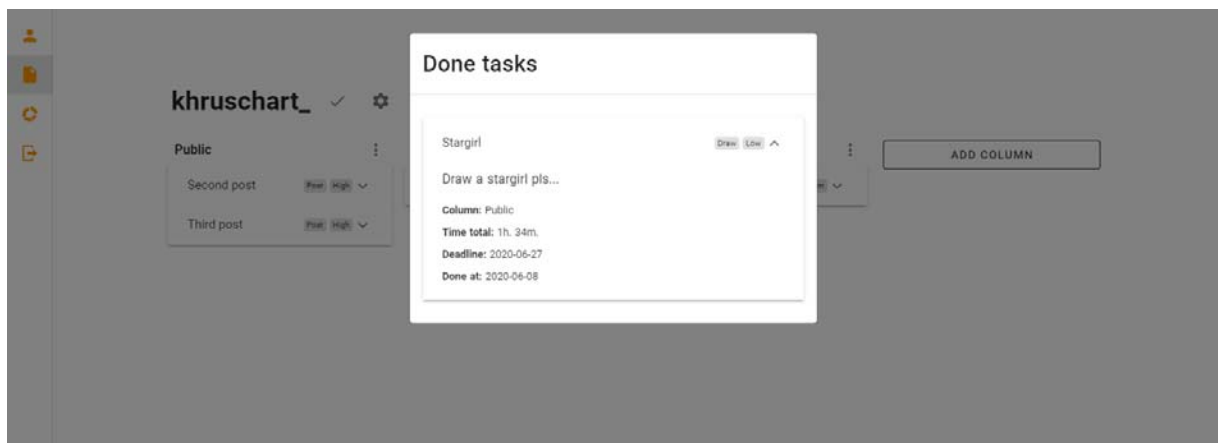 Done tasks
khruschart_
Public
ADD COLUMN
Second post Post High
Third post Post High
Stargirl Draw Low
Draw a stargirl pls...
Column: Public
Time total: 1h. 34m.
Deadline: 2020-06-27
Done at: 2020-06-08